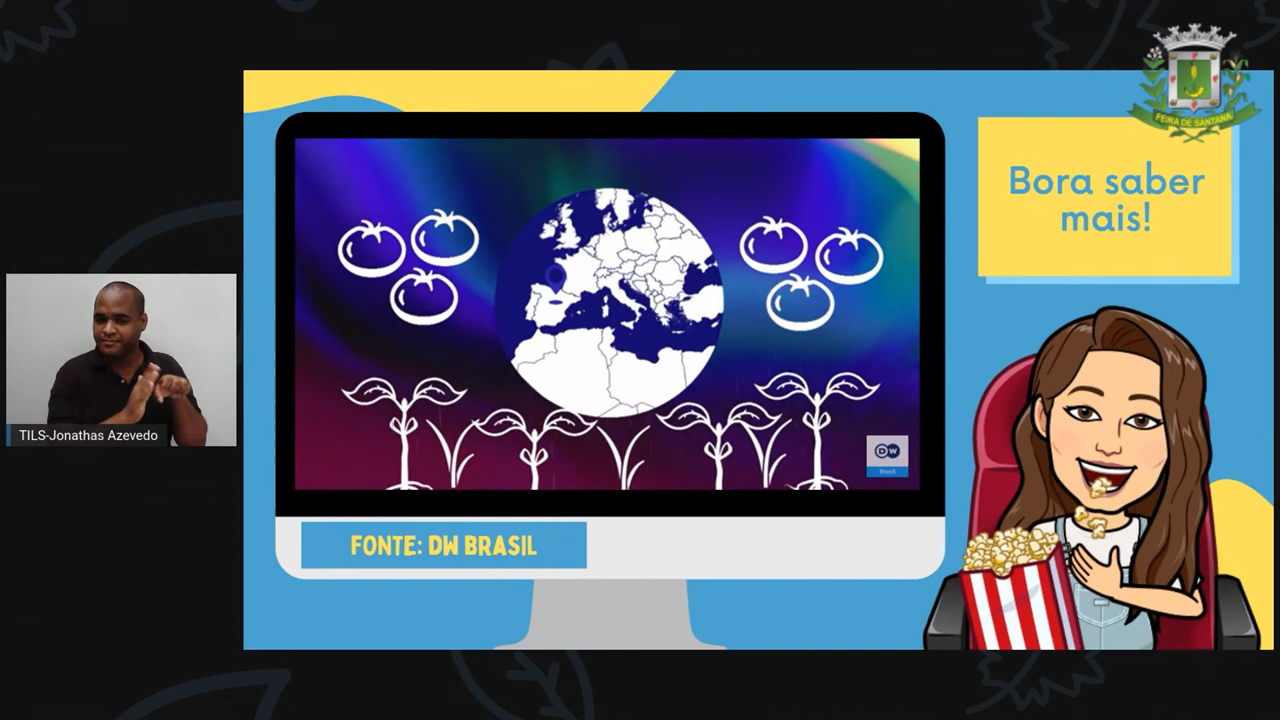 FEIRA DE SANTANA
Bora saber
mais!
DW
Brasil
TILS-Jonathas Azevedo
FONTE: DW BRASIL